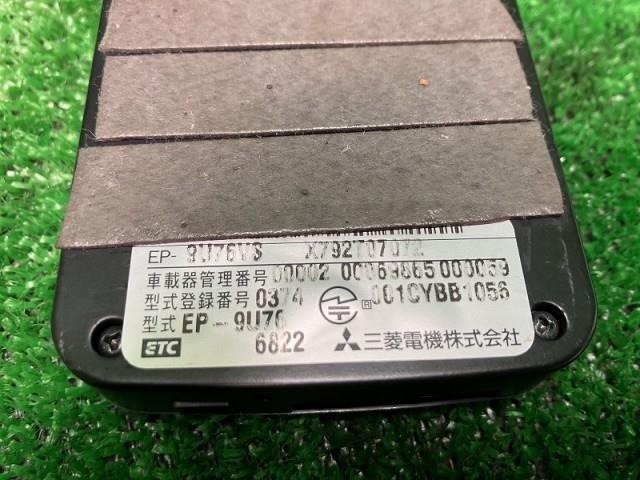 EP- 9U76VS X792T07072
車載器管理番号 00002 00069865 000039
型式登録番号 0374 001CYBB1056
型式 EP-9U76
ETC 6822 三菱電機株式会社